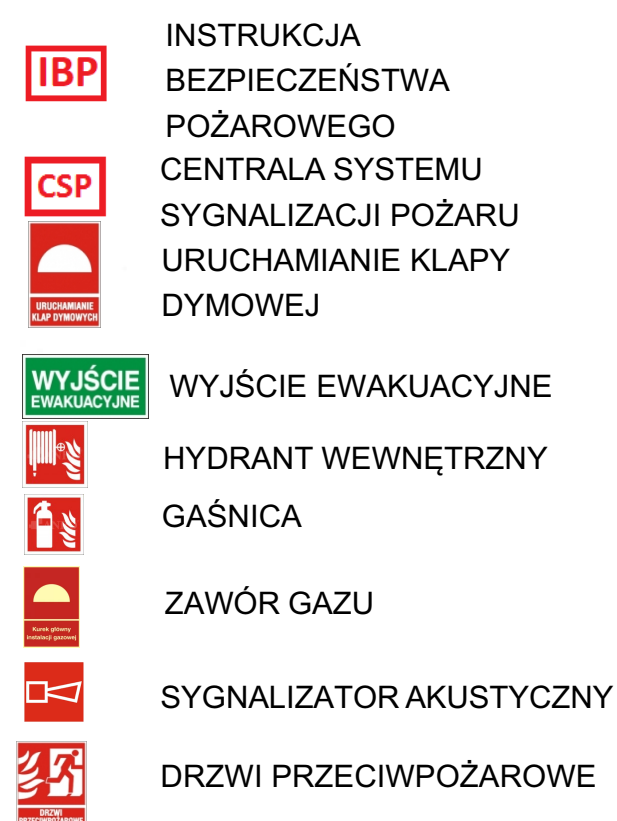 IBP
INSTRUKCJA
BEZPIECZEŃSTWA
POŻAROWEGO
CSP
CENTRALA SYSTEMU
SYGNALIZACJI POŻARU
URUCHAMIANIE
KLAP DYMOWYCH
URUCHAMIANIE KLAPY
DYMOWEJ
WYJŚCIE
EWAKUACYJNE
WYJŚCIE EWAKUACYJNE
HYDRANT WEWNĘTRZNY
GAŚNICA
Kurek główny
instalacji gazowej
ZAWÓR GAZU
SYGNALIZATOR AKUSTYCZNY
DRZWI
PRZECIWPOŻAROWE
DRZWI PRZECIWPOŻAROWE